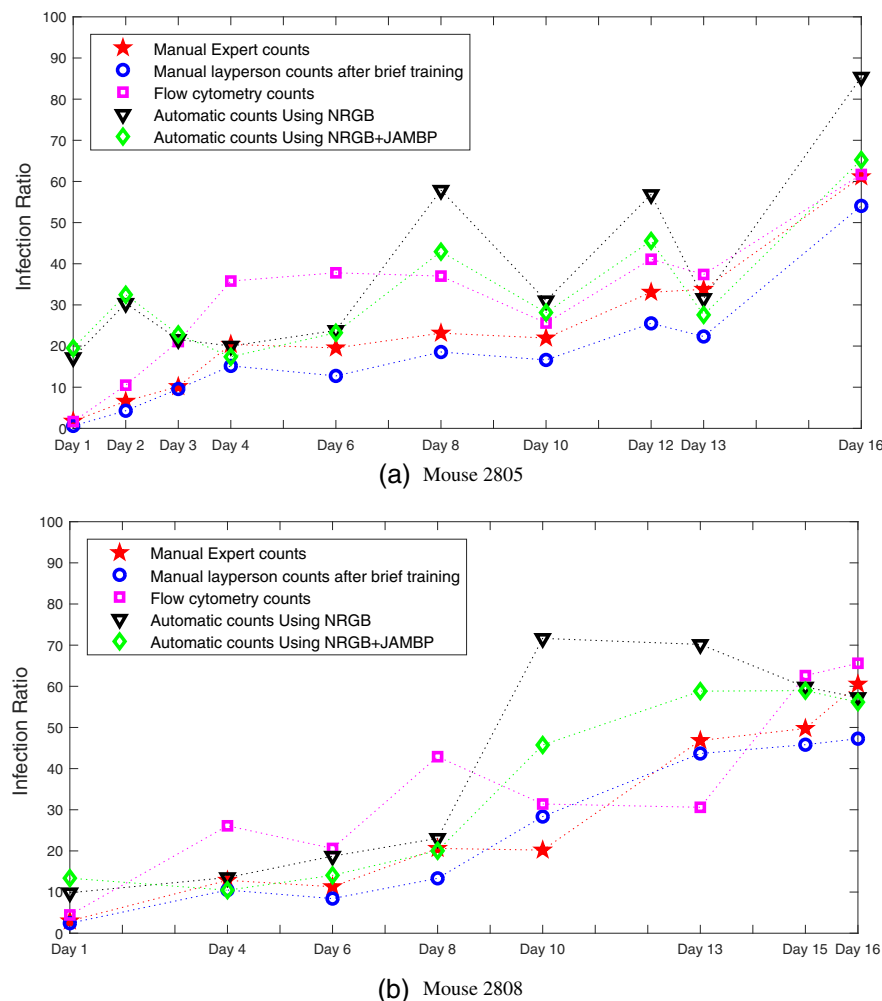 100
90
80
70
60
50
40
30
20
10
0
Infection Ratio
Manual Expert counts
Manual layperson counts after brief training
Flow cytometry counts
Automatic counts Using NRGB
Automatic counts Using NRGB+JAMBP
Day 1 Day 2 Day 3 Day 4 Day 6 Day 8 Day 10 Day 12 Day 13 Day 16
(a) Mouse 2805
100
90
80
70
60
50
40
30
20
10
0
Infection Ratio
Manual Expert counts
Manual layperson counts after brief training
Flow cytometry counts
Automatic counts Using NRGB
Automatic counts Using NRGB+JAMBP
Day 1 Day 4 Day 6 Day 8 Day 10 Day 13 Day 15 Day 16
(b) Mouse 2808